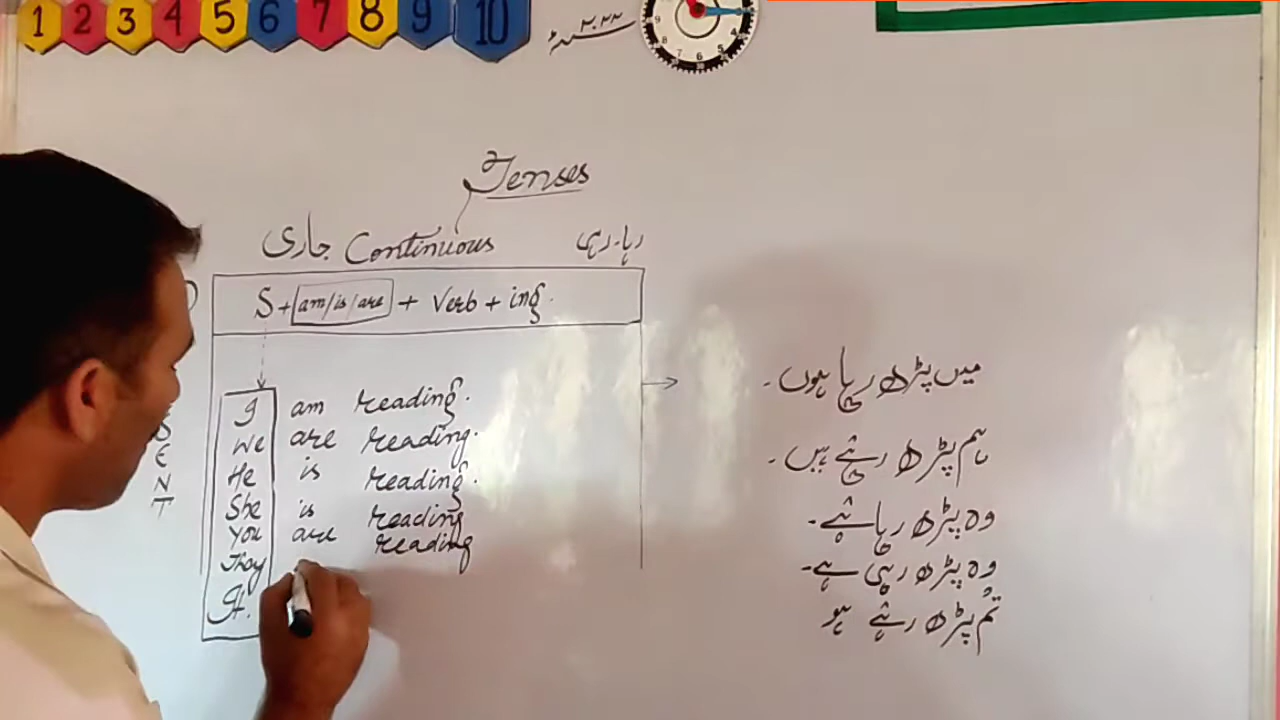 1 2 3 4 5 6 7 8 9 10
Tenses
جاری Continuous رہا۔رہی
S + am/is/are + Verb + ing.
I am reading.
We are reading.
He is reading.
She is reading
You are reading
They
It.
S
E
N
T
میں پڑھ رہا ہوں۔
ہم پڑھ رہے ہیں۔
وہ پڑھ رہا ہے۔
وہ پڑھ رہی ہے۔
تُم پڑھ رہے ہو